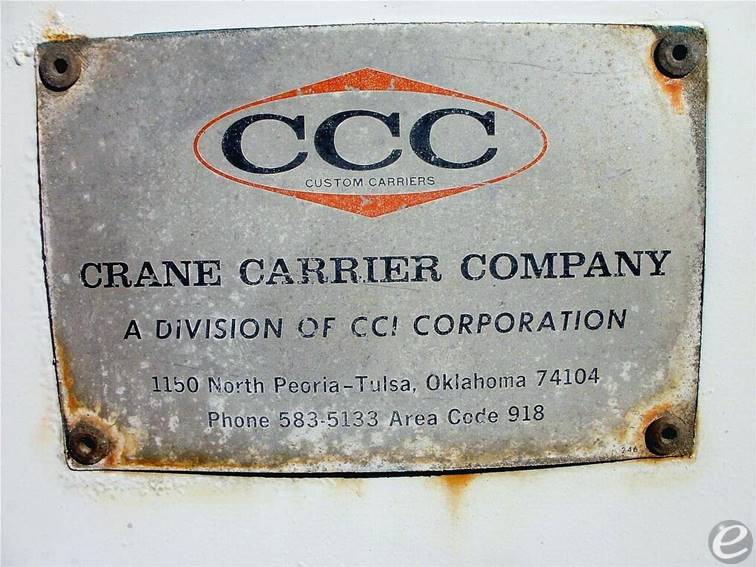 CCC
CUSTOM CARRIERS
CRANE CARRIER COMPANY
A DIVISION OF CCI CORPORATION
1150 North Peoria-Tulsa, Oklahoma 74104
Phone 583-5133 Area Code 918
246
e